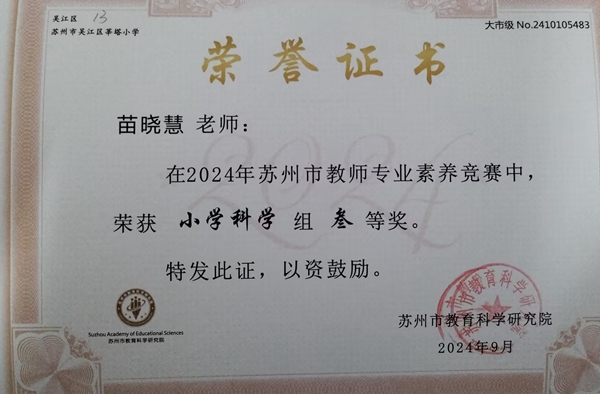 吴江区 13
苏州市吴江区莘塔小学
大市级 No.2410105483
荣誉证书
苗晓慧 老师：
在2024年苏州市教师专业素养竞赛中，
荣获 小学科学 组 叁 等奖。
特发此证，以资鼓励。
Suzhou Academy of Educational Sciences
苏州市教育科学研究院
苏州市教育科学研究院
2024年9月